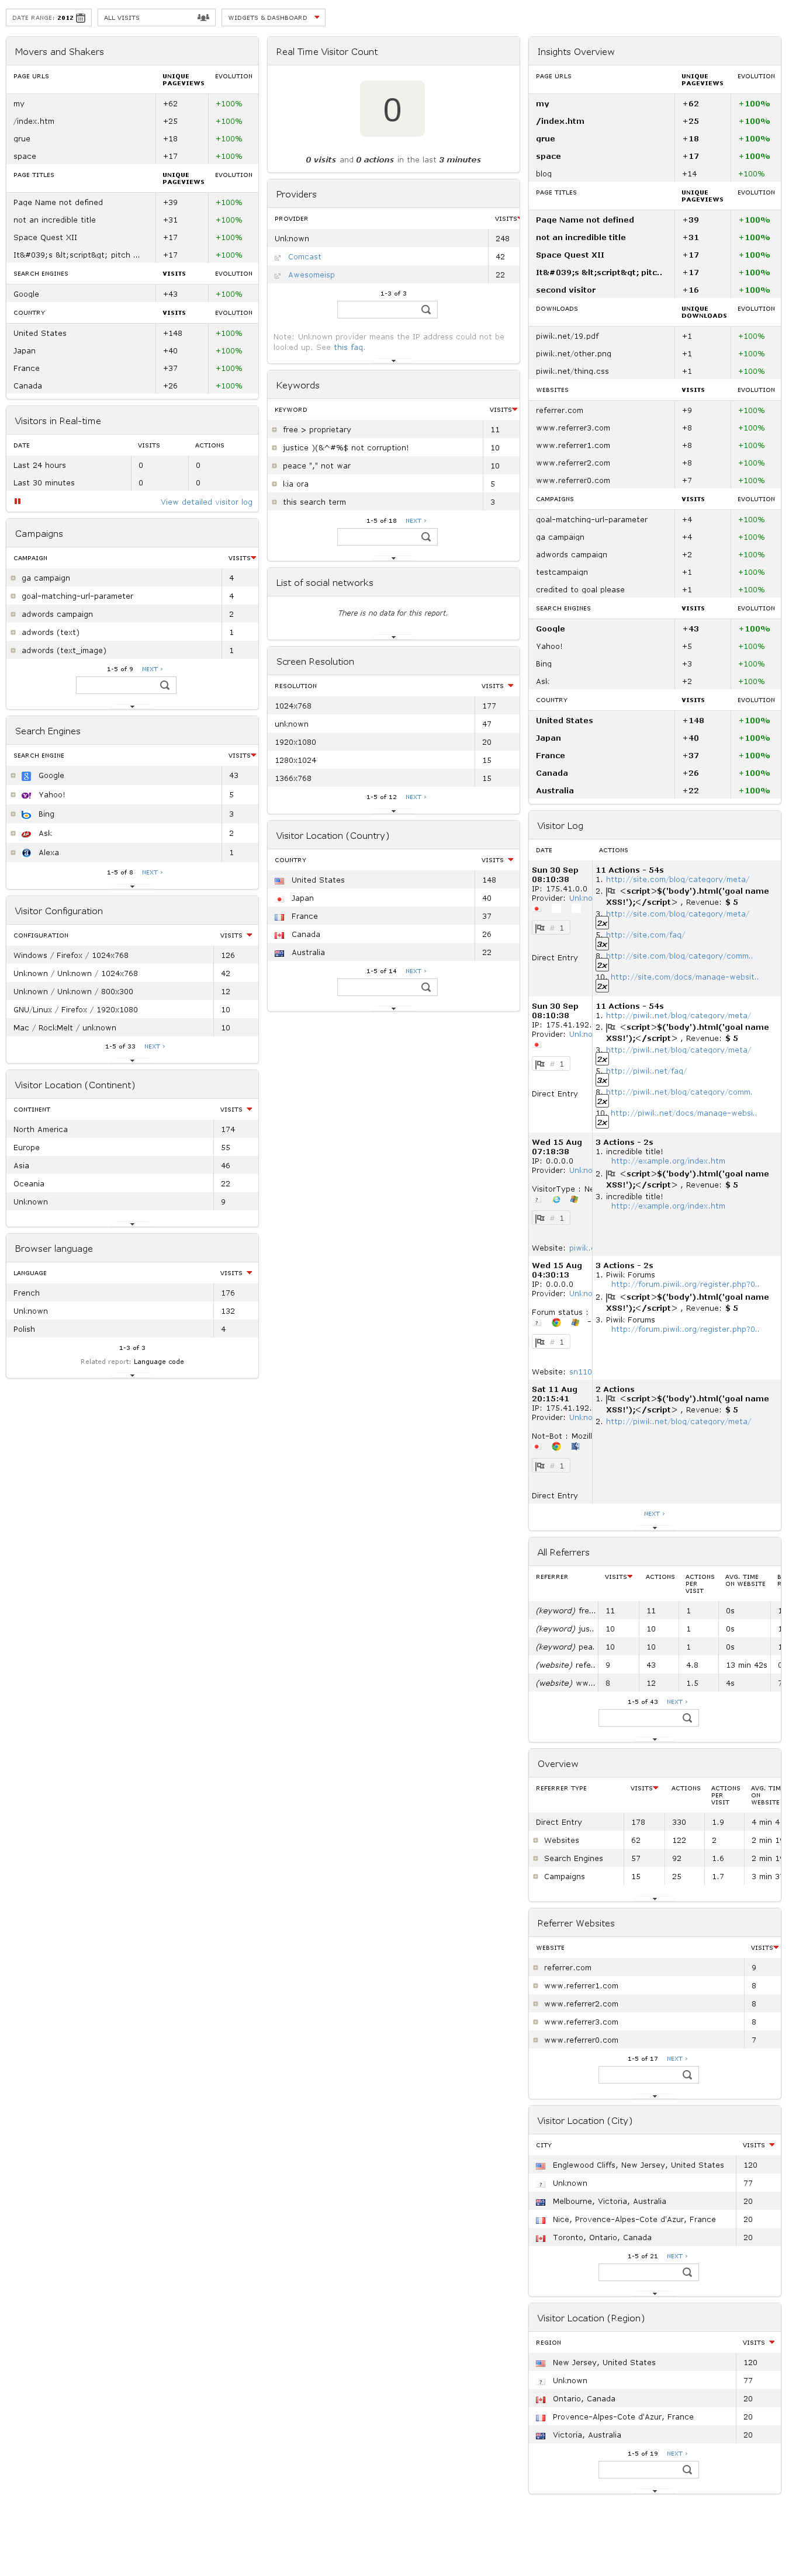 DATE RANGE: 2012
ALL VISITS
WIDGETS & DASHBOARD
Movers and Shakers
PAGE URLS UNIQUE PAGEVIEWS EVOLUTION
my +62 +100%
/index.htm +25 +100%
grue +18 +100%
space +17 +100%
PAGE TITLES UNIQUE PAGEVIEWS EVOLUTION
Page Name not defined +39 +100%
not an incredible title +31 +100%
Space Quest XII +17 +100%
It&#039;s &lt;script&gt; pitch ... +17 +100%
SEARCH ENGINES VISITS EVOLUTION
Google +43 +100%
COUNTRY VISITS EVOLUTION
United States +148 +100%
Japan +40 +100%
France +37 +100%
Canada +26 +100%
Visitors in Real-time
DATE VISITS ACTIONS
Last 24 hours 0 0
Last 30 minutes 0 0
View detailed visitor log
Campaigns
CAMPAIGN VISITS
ga campaign 4
goal-matching-url-parameter 4
adwords campaign 2
adwords (text) 1
adwords (text_image) 1
1-5 of 9 NEXT ›
Search Engines
SEARCH ENGINE VISITS
Google 43
Yahoo! 5
Bing 3
Ask 2
Alexa 1
1-5 of 8 NEXT ›
Visitor Configuration
CONFIGURATION VISITS
Windows / Firefox / 1024x768 126
Unknown / Unknown / 1024x768 42
Unknown / Unknown / 800x300 12
GNU/Linux / Firefox / 1920x1080 10
Mac / RockMelt / unknown 10
1-5 of 33 NEXT ›
Visitor Location (Continent)
CONTINENT VISITS
North America 174
Europe 55
Asia 46
Oceania 22
Unknown 9
Browser language
LANGUAGE VISITS
French 176
Unknown 132
Polish 4
1-3 of 3
Related report: Language code
Real Time Visitor Count
0
0 visits and 0 actions in the last 3 minutes
Providers
PROVIDER VISITS
Unknown 248
Comcast 42
Awesomeisp 22
1-3 of 3
Note: Unknown provider means the IP address could not be
looked up. See this faq.
Keywords
KEYWORD VISITS
free > proprietary 11
justice )(&^#%$ not corruption! 10
peace "," not war 10
kia ora 5
this search term 3
1-5 of 18 NEXT ›
List of social networks
There is no data for this report.
Screen Resolution
RESOLUTION VISITS
1024x768 177
unknown 47
1920x1080 20
1280x1024 15
1366x768 15
1-5 of 12 NEXT ›
Visitor Location (Country)
COUNTRY VISITS
United States 148
Japan 40
France 37
Canada 26
Australia 22
1-5 of 14 NEXT ›
Insights Overview
PAGE URLS UNIQUE PAGEVIEWS EVOLUTION
my +62 +100%
/index.htm +25 +100%
grue +18 +100%
space +17 +100%
blog +14 +100%
PAGE TITLES UNIQUE PAGEVIEWS EVOLUTION
Page Name not defined +39 +100%
not an incredible title +31 +100%
Space Quest XII +17 +100%
It&#039;s &lt;script&gt; pitc.. +17 +100%
second visitor +16 +100%
DOWNLOADS UNIQUE DOWNLOADS EVOLUTION
piwik.net/19.pdf +1 +100%
piwik.net/other.png +1 +100%
piwik.net/thing.css +1 +100%
WEBSITES VISITS EVOLUTION
referrer.com +9 +100%
www.referrer3.com +8 +100%
www.referrer1.com +8 +100%
www.referrer2.com +8 +100%
www.referrer0.com +7 +100%
CAMPAIGNS VISITS EVOLUTION
goal-matching-url-parameter +4 +100%
ga campaign +4 +100%
adwords campaign +2 +100%
testcampaign +1 +100%
credited to goal please +1 +100%
SEARCH ENGINES VISITS EVOLUTION
Google +43 +100%
Yahoo! +5 +100%
Bing +3 +100%
Ask +2 +100%
COUNTRY VISITS EVOLUTION
United States +148 +100%
Japan +40 +100%
France +37 +100%
Canada +26 +100%
Australia +22 +100%
Visitor Log
DATE ACTIONS
Sun 30 Sep
08:10:38
IP: 175.41.0.0
Provider: Unkno
# 1
Direct Entry
11 Actions - 54s
1. http://site.com/blog/category/meta/
2. <script>$('body').html('goal name
XSS!');</script> , Revenue: $ 5
3. http://site.com/blog/category/meta/
2x
5. http://site.com/faq/
3x
8. http://site.com/blog/category/comm..
2x
10. http://site.com/docs/manage-websit..
2x
Sun 30 Sep
08:10:38
IP: 175.41.192.
Provider: Unkno
# 1
Direct Entry
11 Actions - 54s
1. http://piwik.net/blog/category/meta/
2. <script>$('body').html('goal name
XSS!');</script> , Revenue: $ 5
3. http://piwik.net/blog/category/meta/
2x
5. http://piwik.net/faq/
3x
8. http://piwik.net/blog/category/comm.
2x
10. http://piwik.net/docs/manage-websi..
2x
Wed 15 Aug
07:18:38
IP: 0.0.0.0
Provider: Unkno
VisitorType : Ne
# 1
Website: piwik.
3 Actions - 2s
1. incredible title!
http://example.org/index.htm
2. <script>$('body').html('goal name
XSS!');</script> , Revenue: $ 5
3. incredible title!
http://example.org/index.htm
Wed 15 Aug
04:30:13
IP: 0.0.0.0
Provider: Unkno
Forum status :
# 1
Website: sn110
3 Actions - 2s
1. Piwik Forums
http://forum.piwik.org/register.php?0..
2. <script>$('body').html('goal name
XSS!');</script> , Revenue: $ 5
3. Piwik Forums
http://forum.piwik.org/register.php?0..
Sat 11 Aug
20:15:41
IP: 175.41.192.
Provider: Unkno
Not-Bot : Mozill
# 1
Direct Entry
2 Actions
1. <script>$('body').html('goal name
XSS!');</script> , Revenue: $ 5
2. http://piwik.net/blog/category/meta/
NEXT ›
All Referrers
REFERRER VISITS ACTIONS ACTIONS PER VISIT AVG. TIME ON WEBSITE
(keyword) fre... 11 11 1 0s
(keyword) jus.. 10 10 1 0s
(keyword) pea. 10 10 1 0s
(website) refe.. 9 43 4.8 13 min 42s
(website) ww... 8 12 1.5 4s
1-5 of 43 NEXT ›
Overview
REFERRER TYPE VISITS ACTIONS ACTIONS PER VISIT AVG. TIM ON WEBSITE
Direct Entry 178 330 1.9 4 min 4
Websites 62 122 2 2 min 19
Search Engines 57 92 1.6 2 min 19
Campaigns 15 25 1.7 3 min 37
Referrer Websites
WEBSITE VISITS
referrer.com 9
www.referrer1.com 8
www.referrer2.com 8
www.referrer3.com 8
www.referrer0.com 7
1-5 of 17 NEXT ›
Visitor Location (City)
CITY VISITS
Englewood Cliffs, New Jersey, United States 120
Unknown 77
Melbourne, Victoria, Australia 20
Nice, Provence-Alpes-Cote d'Azur, France 20
Toronto, Ontario, Canada 20
1-5 of 21 NEXT ›
Visitor Location (Region)
REGION VISITS
New Jersey, United States 120
Unknown 77
Ontario, Canada 20
Provence-Alpes-Cote d'Azur, France 20
Victoria, Australia 20
1-5 of 19 NEXT ›